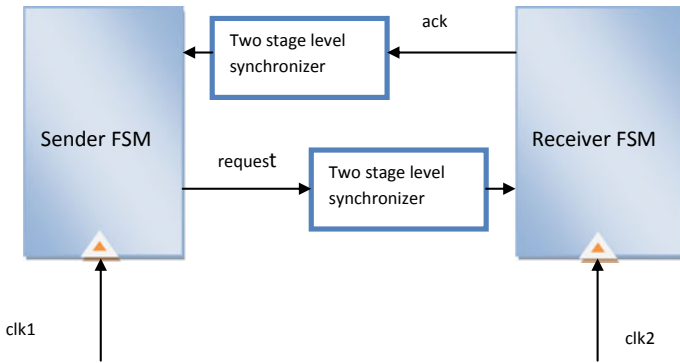 ack
Two stage level
synchronizer
Sender FSM
Receiver FSM
request
Two stage level
synchronizer
clk1
clk2